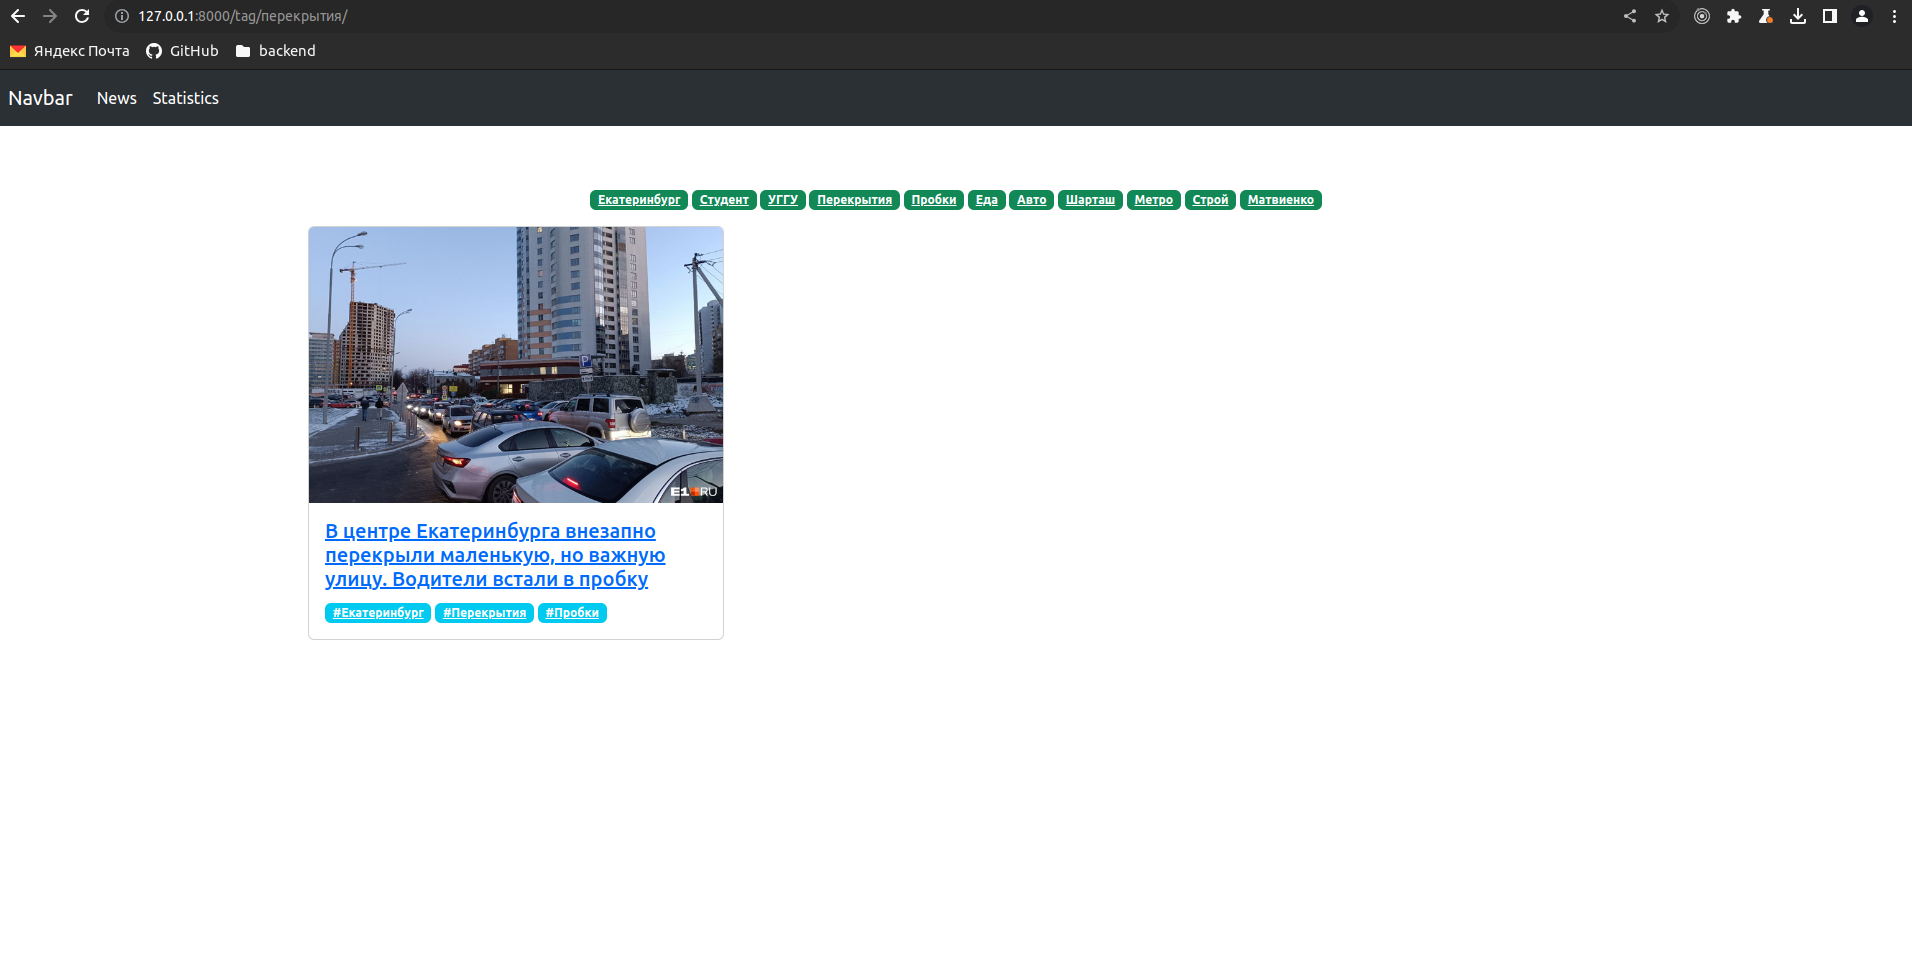 127.0.0.1:8000/tag/перекрытия/
Яндекс Почта GitHub backend
Navbar News Statistics
Екатеринбург Студент УГГУ Перекрытия Пробки Еда Авто Шарташ Метро Строй Матвиенко
P
E1.RU
В центре Екатеринбурга внезапно
перекрыли маленькую, но важную
улицу. Водители встали в пробку
#Екатеринбург #Перекрытия #Пробки